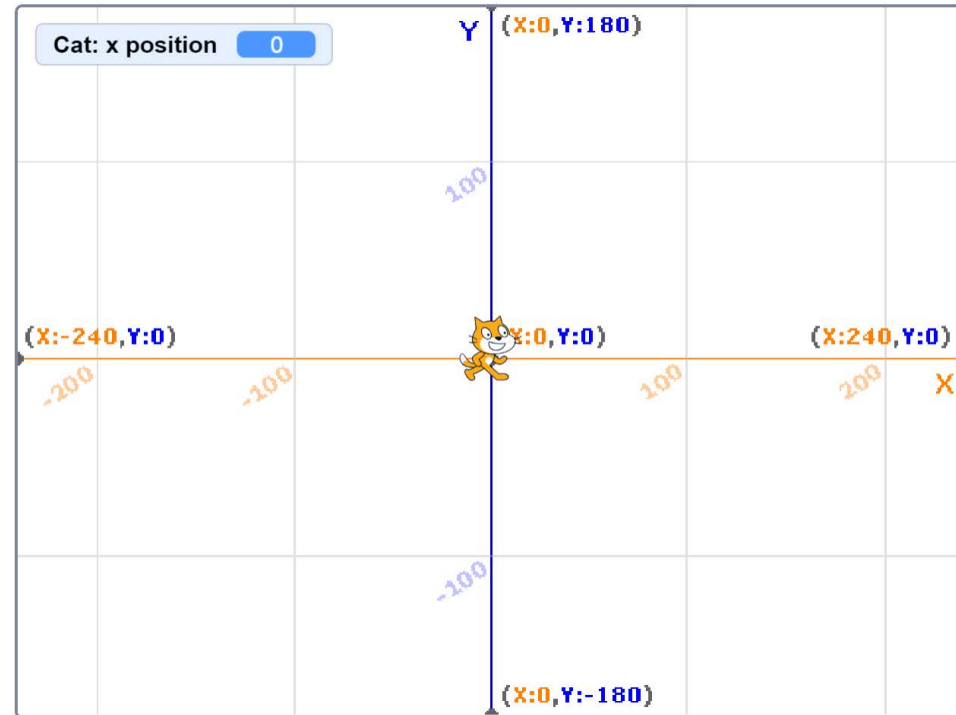 Cat: x position 0
Y (X:0,Y:180)
100
(X:-240,Y:0) X:0,Y:0) (X:240,Y:0)
-200 -100 100 200 X
-100
(X:0,Y:-180)